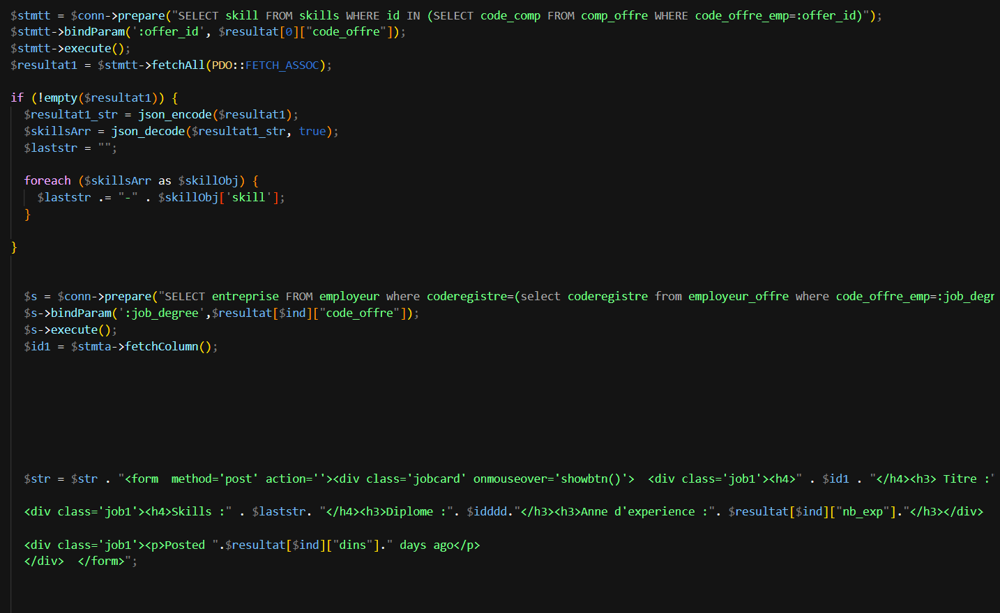 $stmtt = $conn->prepare("SELECT skill FROM skills WHERE id IN (SELECT code_comp FROM comp_offre WHERE code_offre_emp=:offer_id)");
$stmtt->bindParam(':offer_id', $resultat[0]["code_offre"]);
$stmtt->execute();
$resultat1 = $stmtt->fetchAll(PDO::FETCH_ASSOC);
if (!empty($resultat1)) {
$resultat1_str = json_encode($resultat1);
$skillsArr = json_decode($resultat1_str, true);
$laststr = "";
foreach ($skillsArr as $skillObj) {
$laststr .= "-" . $skillObj['skill'];
}
}
$s = $conn->prepare("SELECT entreprise FROM employeur where coderegistre=(select coderegistre from employeur_offre where code_offre_emp=:job_degr
$s->bindParam(':job_degree',$resultat[$ind]["code_offre"]);
$s->execute();
$id1 = $stmta->fetchColumn();
$str = $str . "<form  method='post' action=''><div class='jobcard' onmouseover='showbtn()'>  <div class='job1'><h4>" . $id1 . "</h4><h3> Titre :"
<div class='job1'><h4>Skills :" . $laststr. "</h4><h3>Diplome :". $idddd."</h3><h3>Anne d'experience :". $resultat[$ind]["nb_exp"]."</h3></div>
<div class='job1'><p>Posted ".$resultat[$ind]["dins"]." days ago</p>
</div>  </form>";